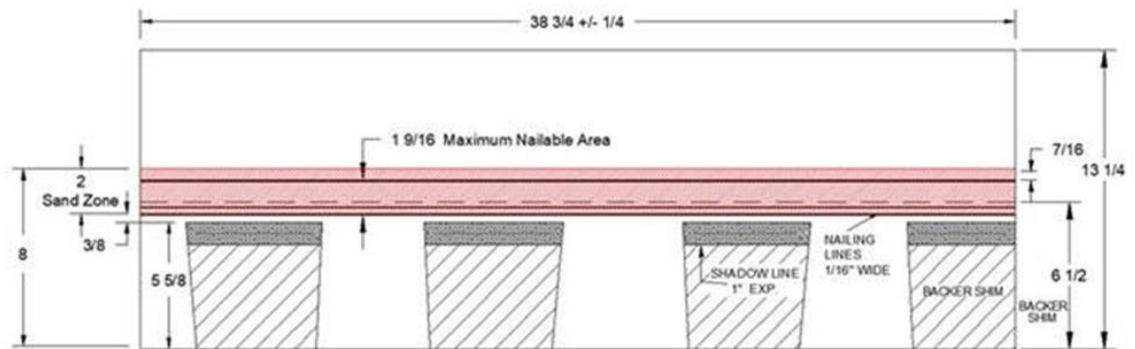 38 3/4 +/- 1/4
1 9/16 Maximum Nailable Area
7/16
13 1/4
2
Sand Zone
3/8
8
5 5/8
SHADOW LINE
1" EXP.
NAILING
LINES
1/16" WIDE
BACKER SHIM
6 1/2
BACKER
SHIM